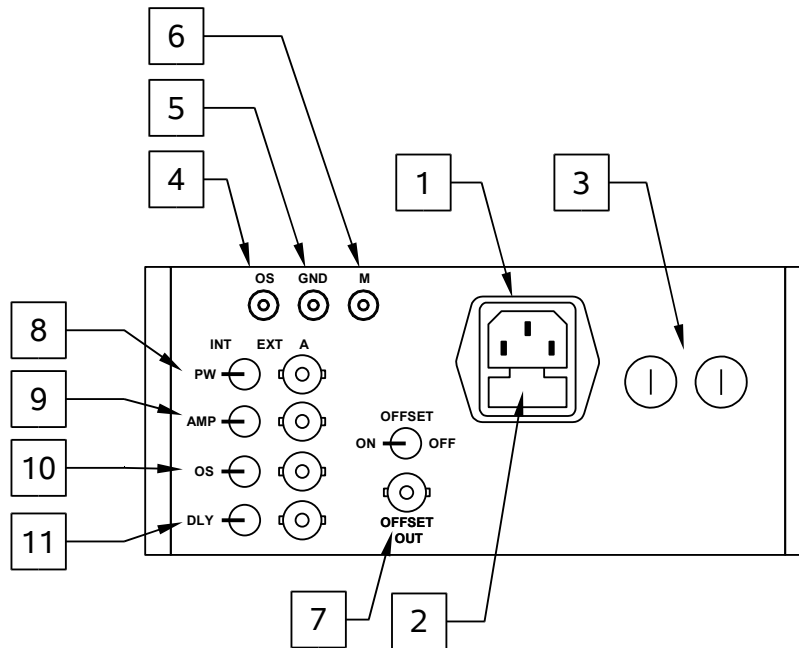 6
5
4
1
3
OS GND M
8
INT EXT A
PW
9
AMP
OFFSET
ON OFF
10
OS
11
DLY
OFFSET
OUT
7
2